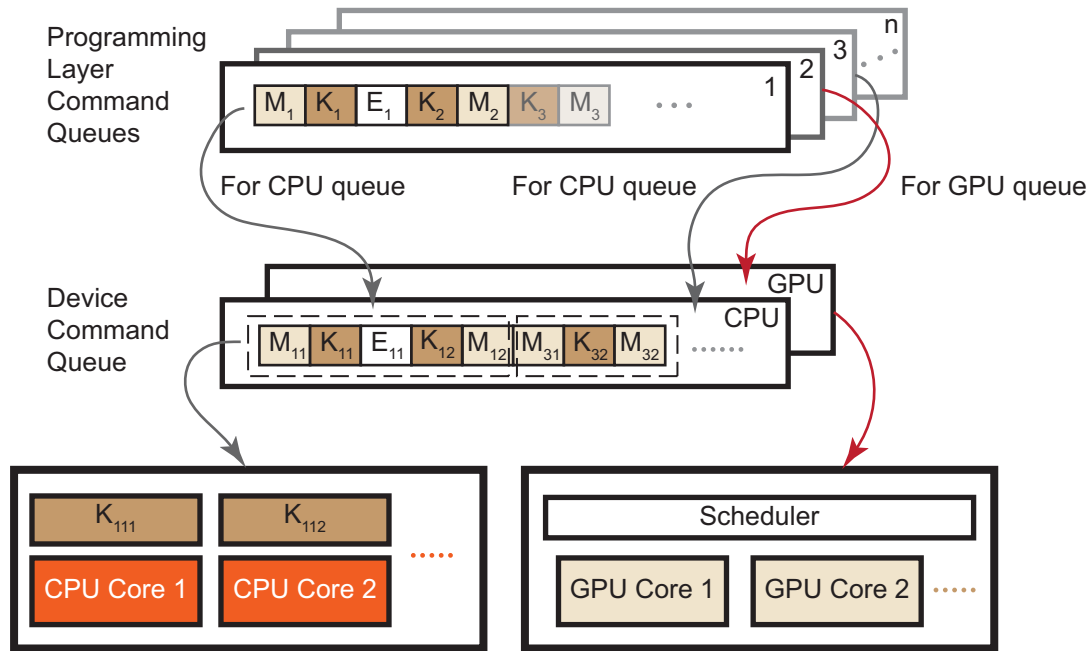 Programming
Layer
Command
Queues
n
3
2
1
M₁ K₁ E₁ K₂ M₂ K₃ M₃ ...
For CPU queue
For CPU queue
For GPU queue
Device
Command
Queue
GPU
CPU
M₁₁ K₁₁ E₁₁ K₁₂ M₁₂ M₃₁ K₃₂ M₃₂ ......
K₁₁₁
K₁₁₂
.....
CPU Core 1
CPU Core 2
Scheduler
GPU Core 1
GPU Core 2
.....